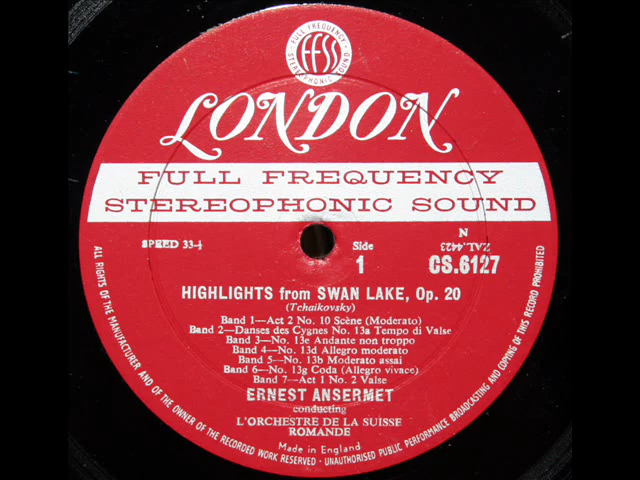 FULL FREQUENCY
FFSS
STEREOPHONIC SOUND
LONDON
FULL FREQUENCY
STEREOPHONIC SOUND
SPEED 33⅓
Side
1
N
ZAL.4423
CS.6127
HIGHLIGHTS from SWAN LAKE, Op. 20
(Tchaikovsky)
Band 1—Act 2 No. 10 Scène (Moderato)
Band 2—Danses des Cygnes No. 13a Tempo di Valse
Band 3—No. 13e Andante non troppo
Band 4—No. 13d Allegro moderato
Band 5—No. 13b Moderato assai
Band 6—No. 13g Coda (Allegro vivace)
Band 7—Act 1 No. 2 Valse
ERNEST ANSERMET
conducting
L'ORCHESTRE DE LA SUISSE
ROMANDE
Made in England
ALL RIGHTS OF THE MANUFACTURER AND OF THE OWNER OF THE RECORDED WORK RESERVED · UNAUTHORISED PUBLIC PERFORMANCE BROADCASTING AND COPYING OF THIS RECORD PROHIBITED